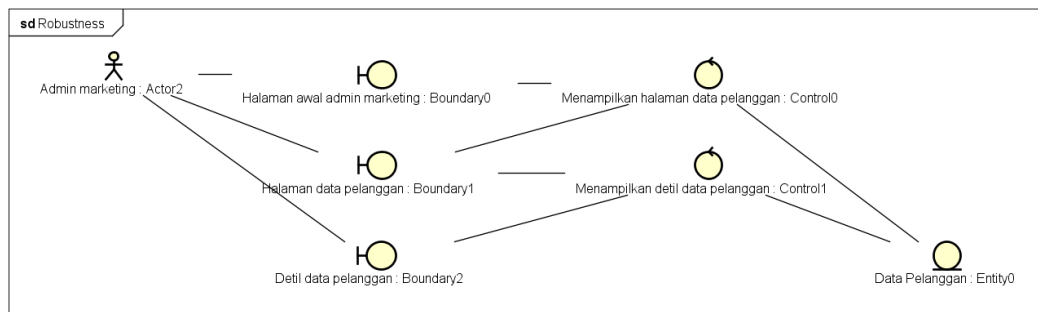 sd Robustness
Admin marketing : Actor2
Halaman awal admin marketing : Boundary0
Menampilkan halaman data pelanggan : Control0
Halaman data pelanggan : Boundary1
Menampilkan detil data pelanggan : Control1
Detil data pelanggan : Boundary2
Data Pelanggan : Entity0